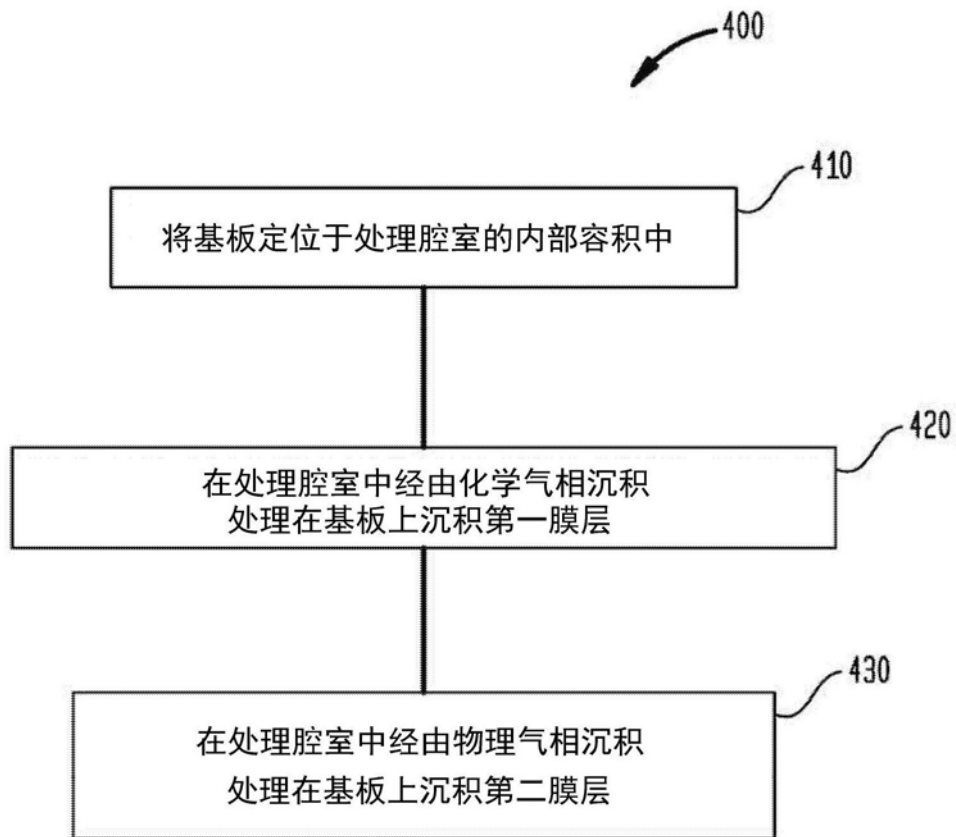 400
410
将基板定位于处理腔室的内部容积中
420
在处理腔室中经由化学气相沉积
处理在基板上沉积第一膜层
430
在处理腔室中经由物理气相沉积
处理在基板上沉积第二膜层